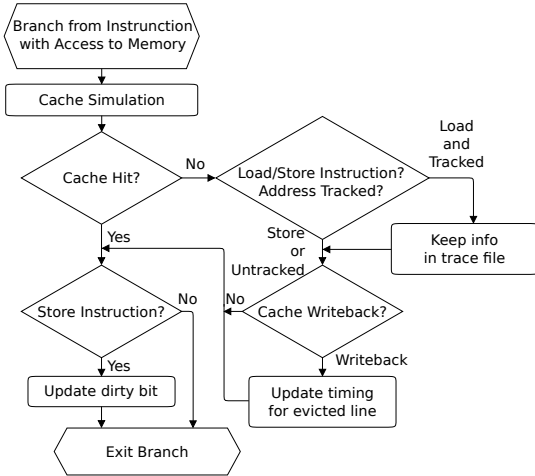 Branch from Instrunction
with Access to Memory
Cache Simulation
Cache Hit?
No
Load/Store Instruction?
Address Tracked?
Load
and
Tracked
Keep info
in trace file
Yes
Store
or
Untracked
Store Instruction?
No
No
Cache Writeback?
Yes
Writeback
Update dirty bit
Update timing
for evicted line
Exit Branch